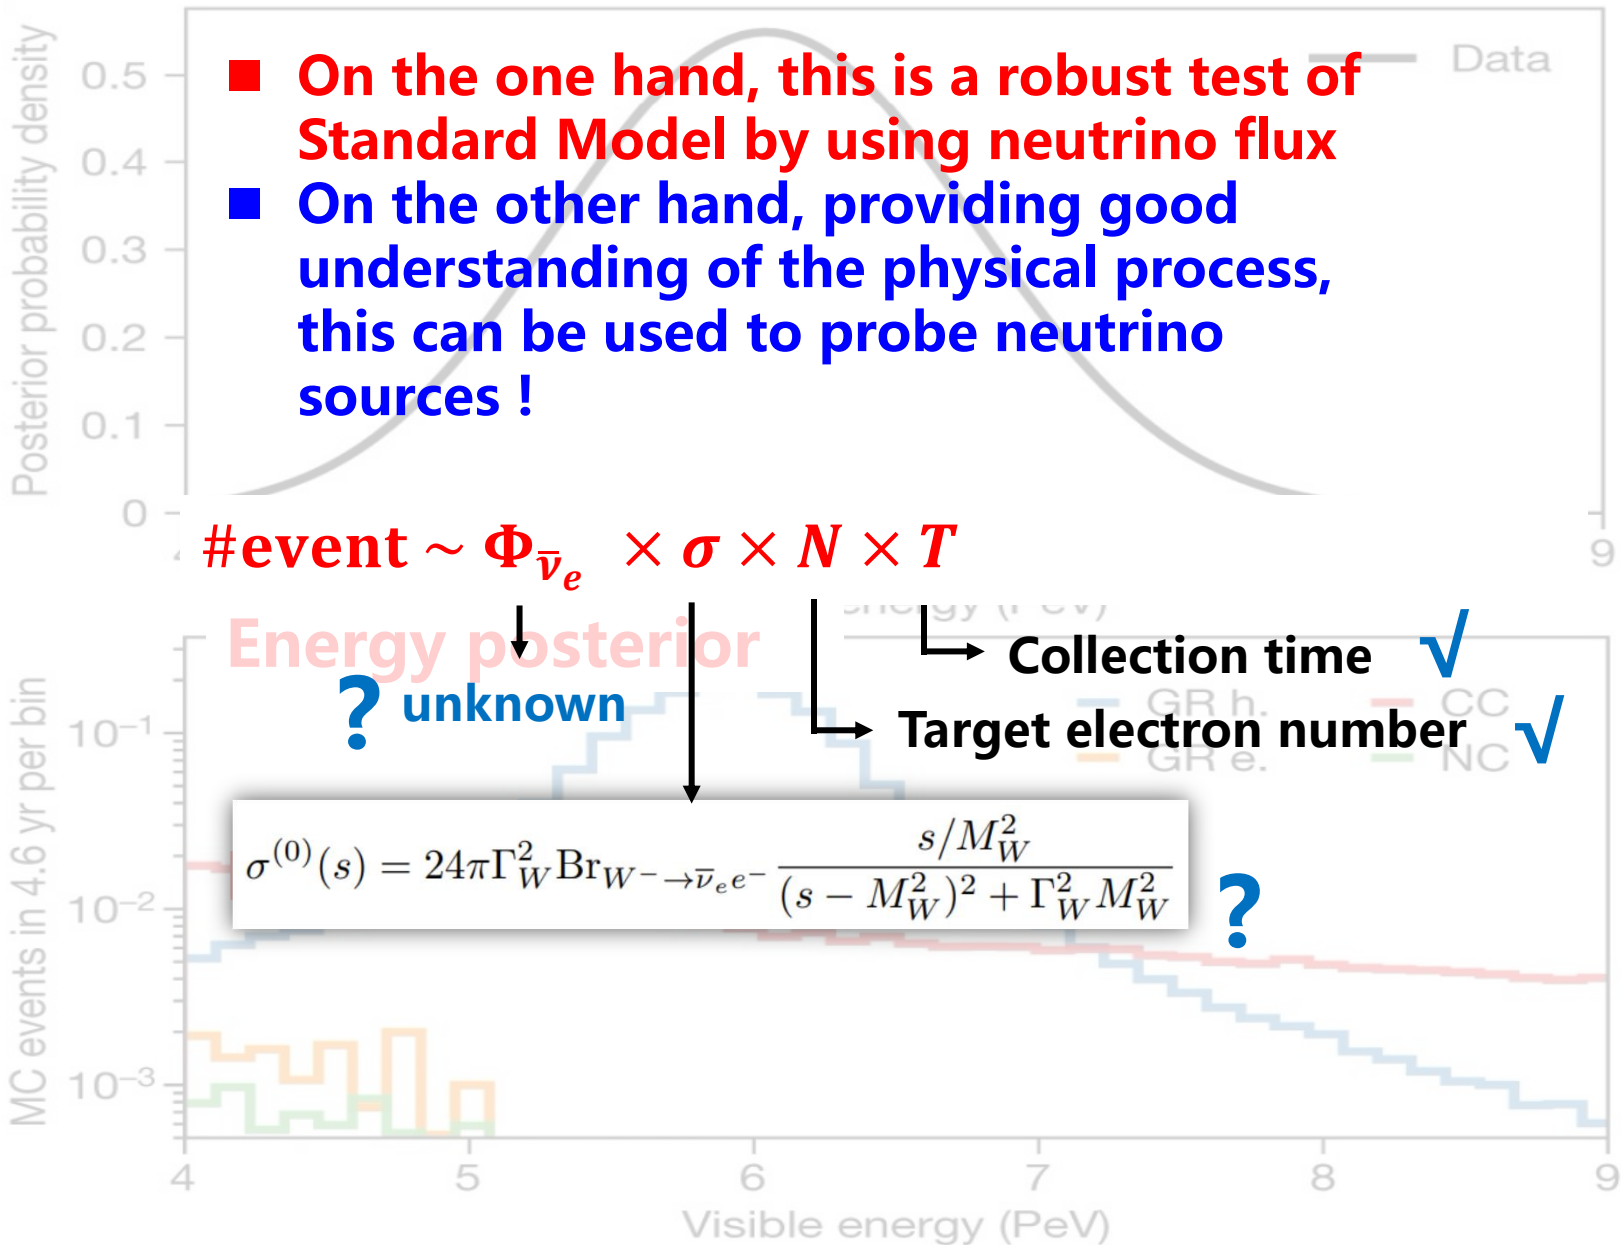 Posterior probability density
0.5
0.4
0.3
0.2
0.1
0
Data
■ On the one hand, this is a robust test of
Standard Model by using neutrino flux
■ On the other hand, providing good
understanding of the physical process,
this can be used to probe neutrino
sources !
#event ~ Φ_ν̅_e × σ × N × T
9
Energy posterior
? unknown
Collection time √
Target electron number √
GR h.
CC
GR e.
NC
σ^(0)(s) = 24πΓ_W^2 Br_{W^-→ν̅_e e^-} (s/M_W^2) / ((s − M_W^2)^2 + Γ_W^2 M_W^2)
?
MC events in 4.6 yr per bin
10^−1
10^−2
10^−3
4 5 6 7 8 9
Visible energy (PeV)